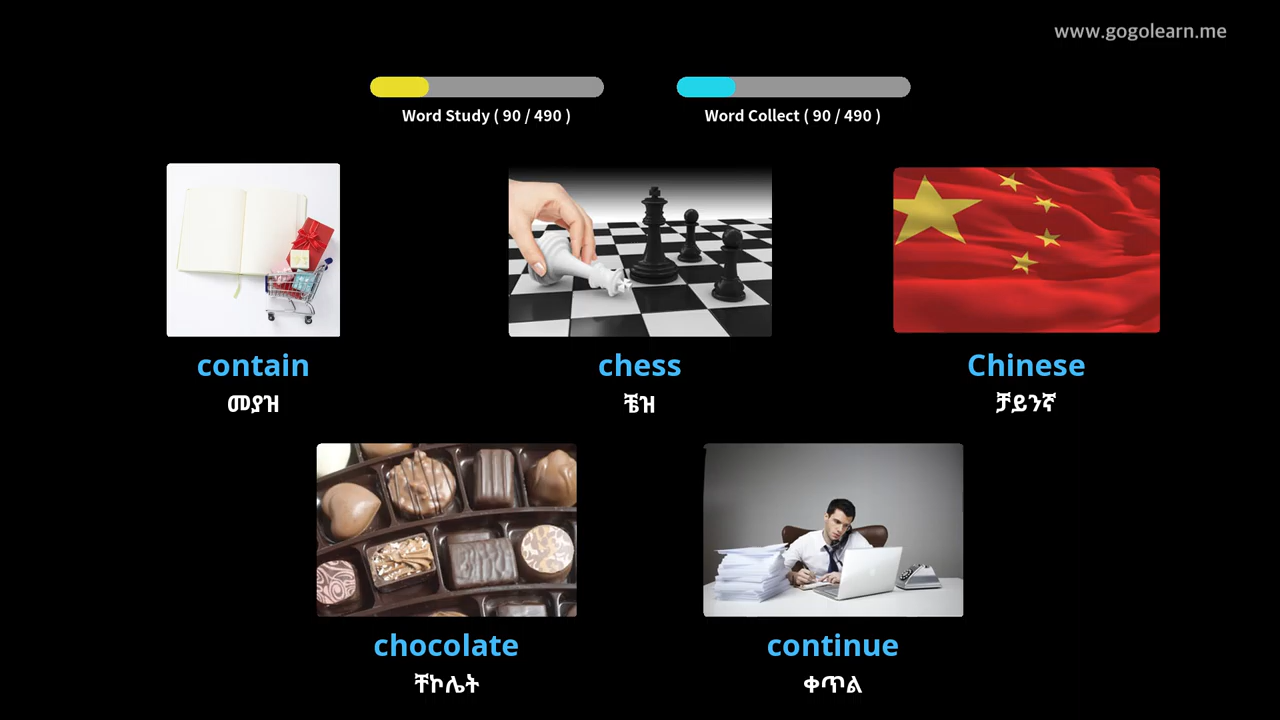 www.gogolearn.me
Word Study ( 90 / 490 )
Word Collect ( 90 / 490 )
contain
መያዝ
chess
ቼዝ
Chinese
ቻይንኛ
chocolate
ቸኮሌት
continue
ቀጥል